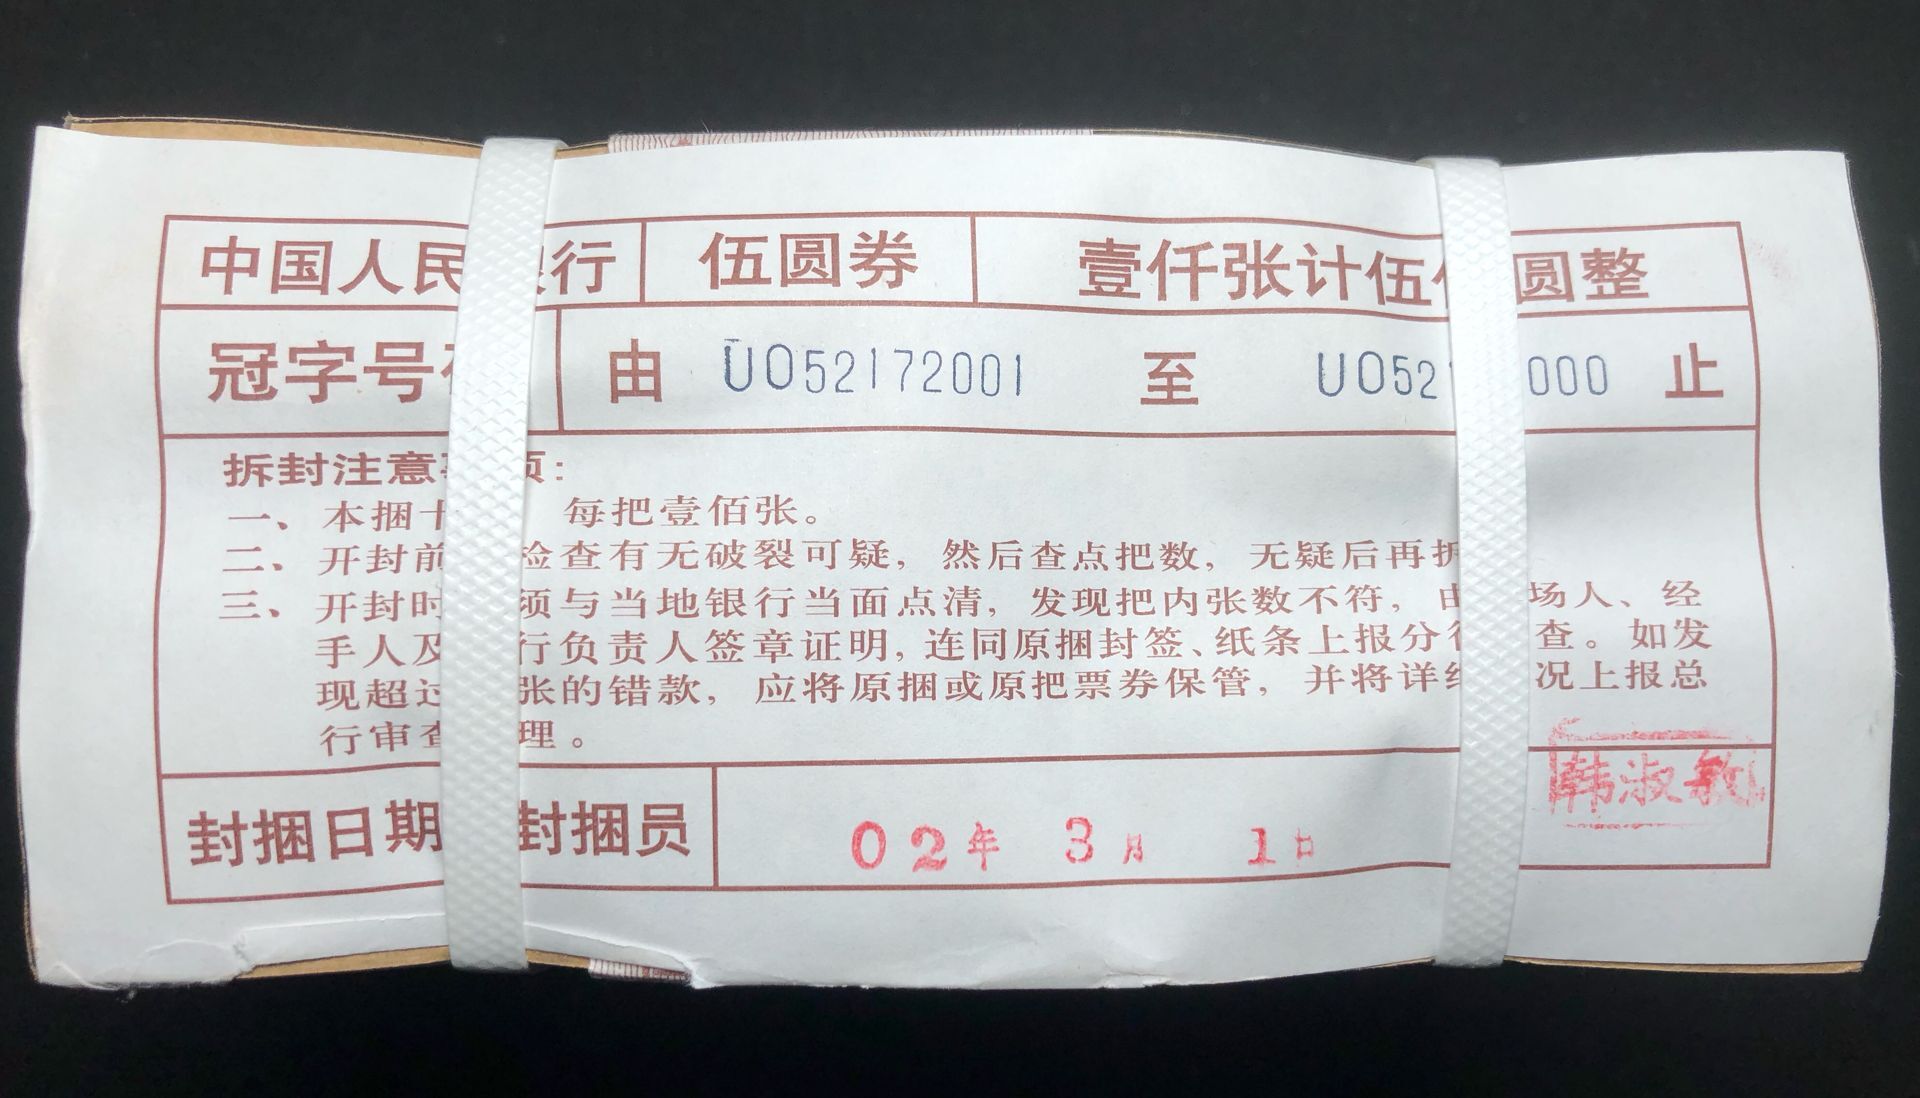 中国人民 行 伍圆券 壹仟张计伍 圆整
冠字号 由 UO52172001 至 UO52 000 止
拆封注意 项:
一、本捆 每把壹佰张。
二、开封前 检查有无破裂可疑,然后查点把数,无疑后再拆
三、开封时 须与当地银行当面点清,发现把内张数不符, 场人、经
手人及 行负责人签章证明,连同原捆封签、纸条上报分 查。如发
现超过 张的错款,应将原捆或原把票券保管,并将详细 况上报总
行审查 理。
封捆日期 封捆员 02年 3月 1日
韩淑敏